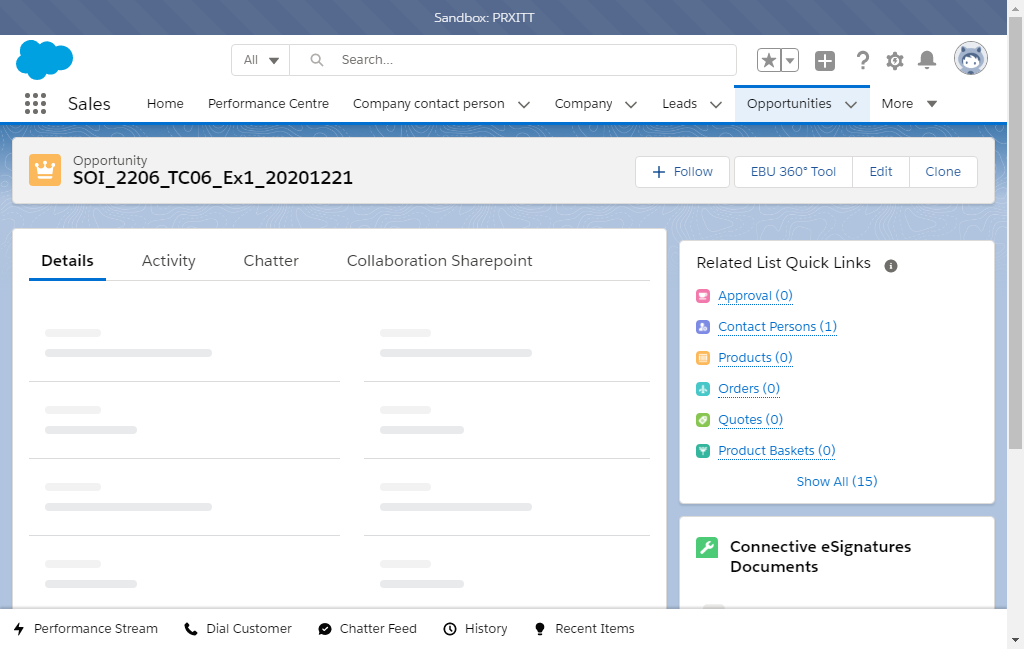 Sandbox: PRXITT
All
Search...
Sales
Home
Performance Centre
Company contact person
Company
Leads
Opportunities
More
Opportunity
SOI_2206_TC06_Ex1_20201221
Follow
EBU 360° Tool
Edit
Clone
Details
Activity
Chatter
Collaboration Sharepoint
Related List Quick Links
Approval (0)
Contact Persons (1)
Products (0)
Orders (0)
Quotes (0)
Product Baskets (0)
Show All (15)
Connective eSignatures
Documents
Performance Stream
Dial Customer
Chatter Feed
History
Recent Items